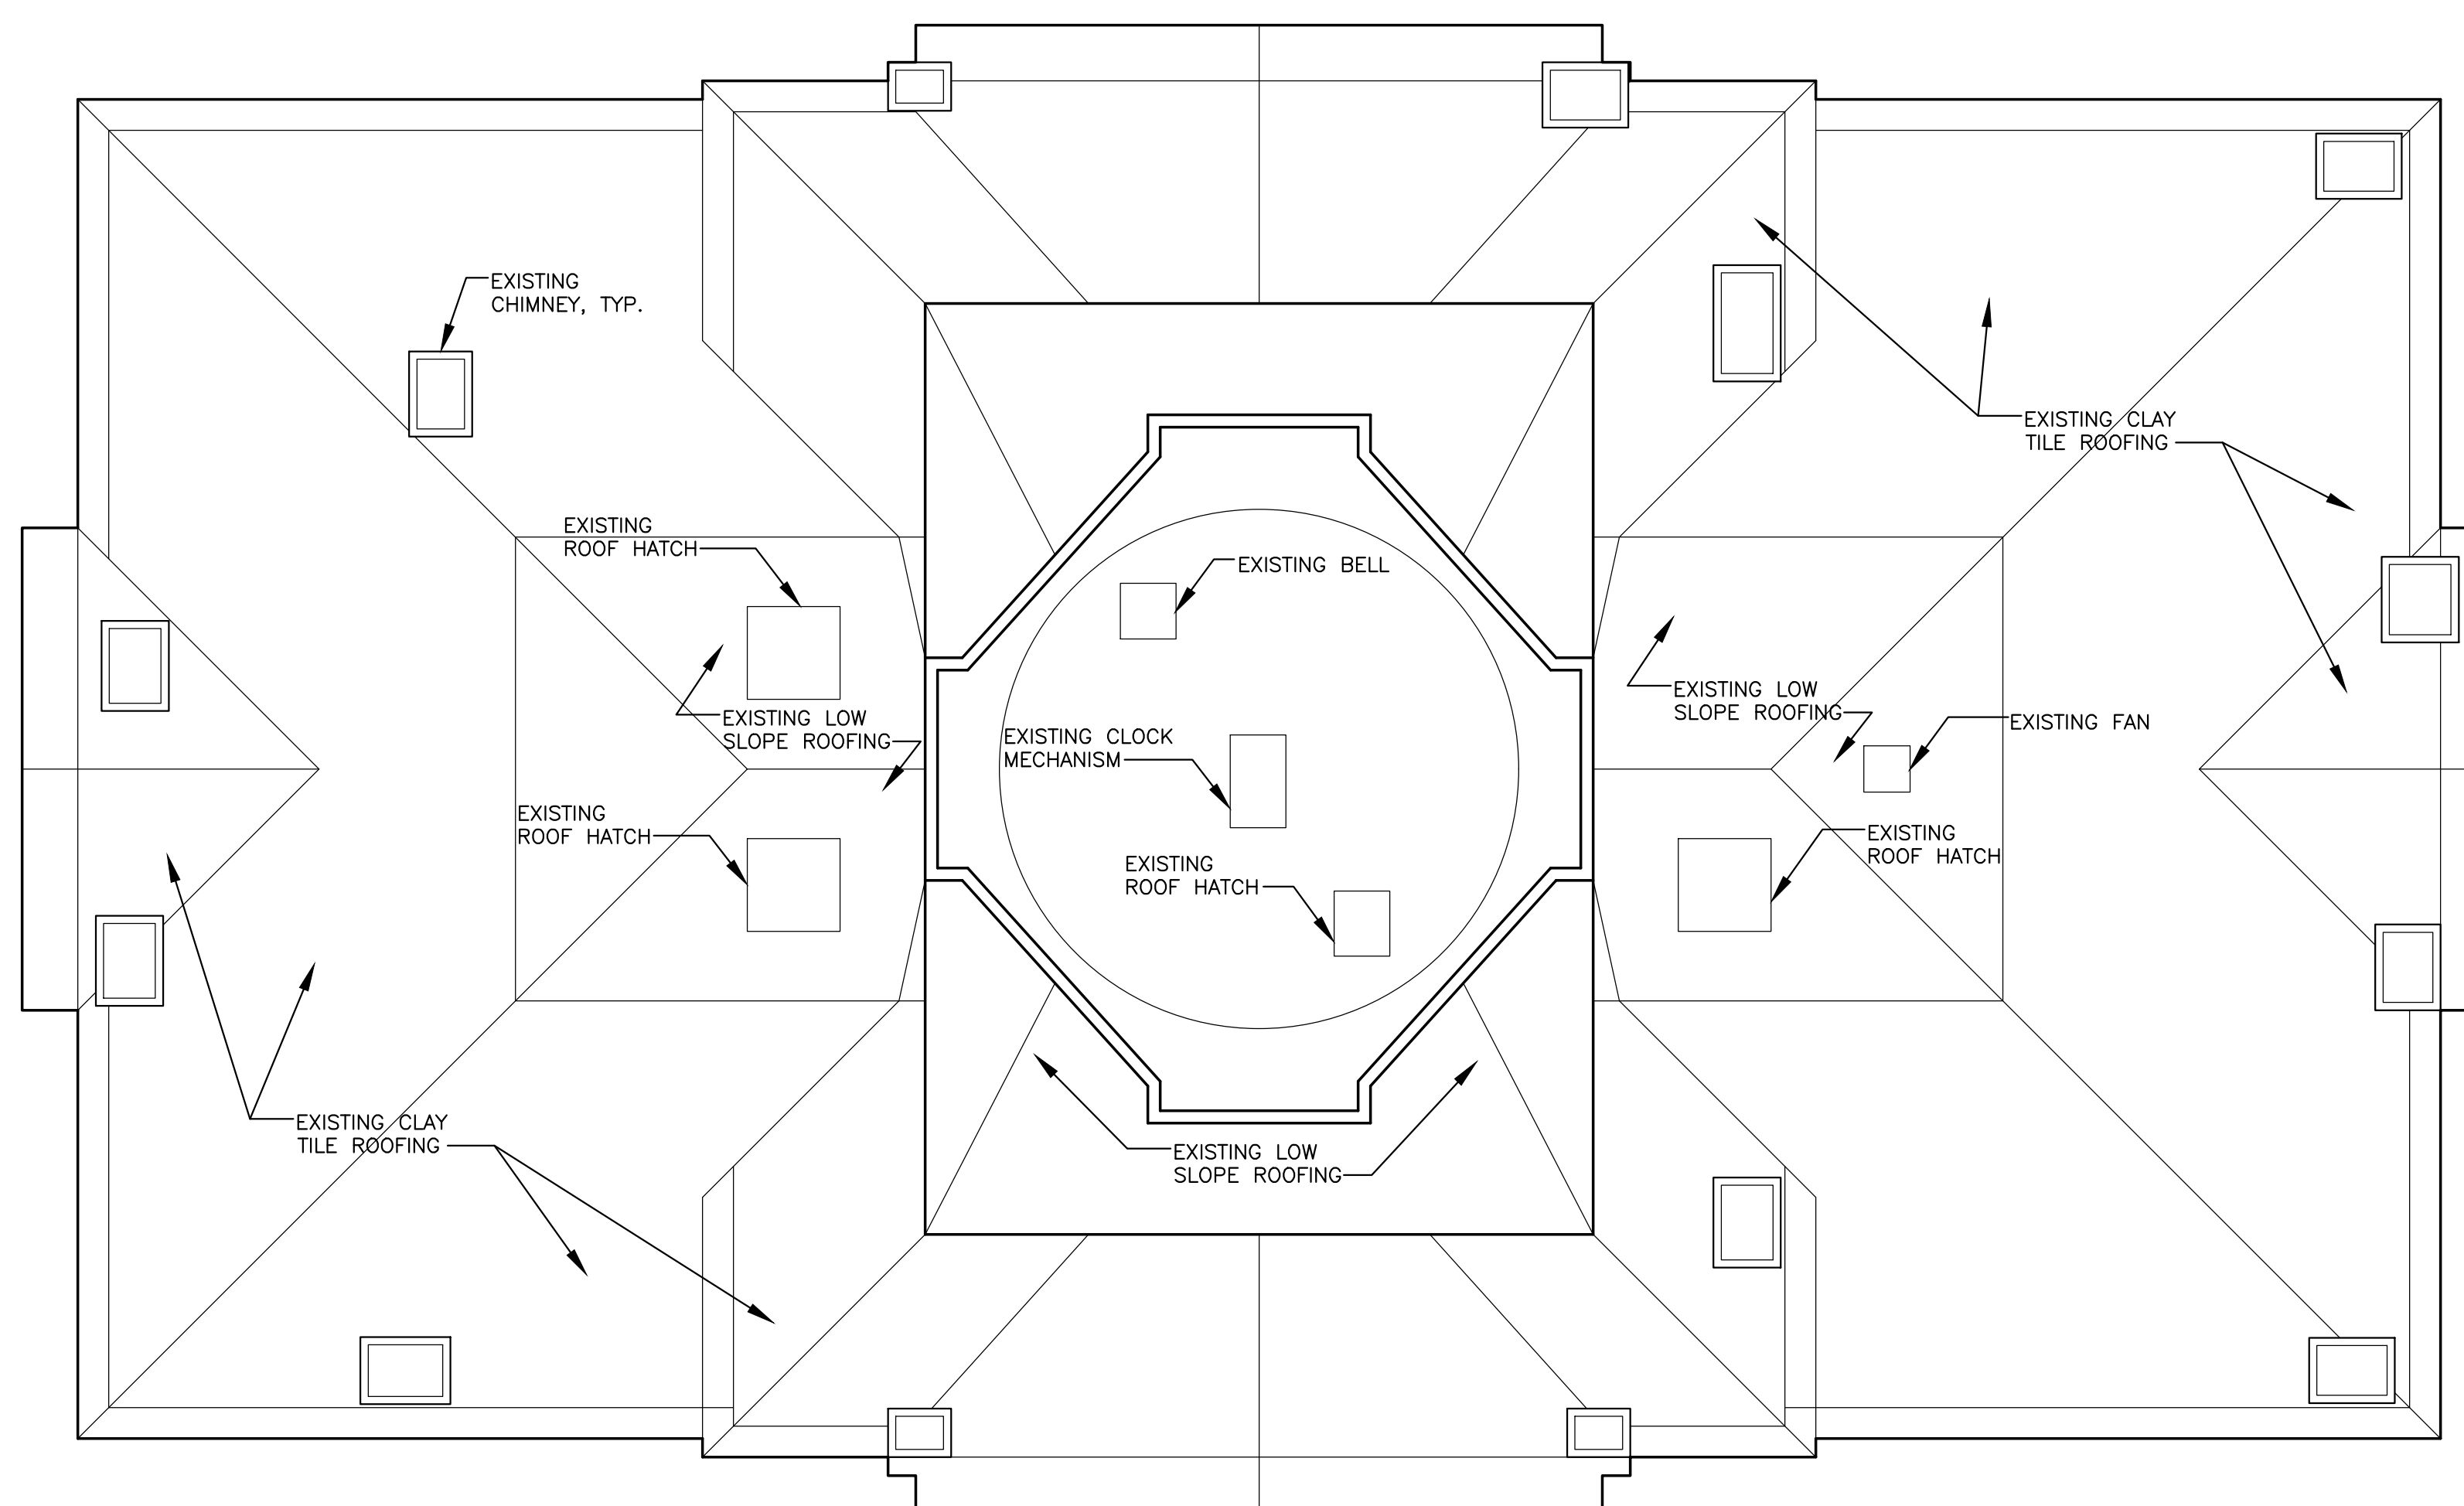 EXISTING
CHIMNEY, TYP.
EXISTING CLAY
TILE ROOFING
EXISTING
ROOF HATCH
EXISTING BELL
EXISTING LOW
SLOPE ROOFING
EXISTING LOW
SLOPE ROOFING
EXISTING FAN
EXISTING CLOCK
MECHANISM
EXISTING
ROOF HATCH
EXISTING
ROOF HATCH
EXISTING
ROOF HATCH
EXISTING CLAY
TILE ROOFING
EXISTING LOW
SLOPE ROOFING